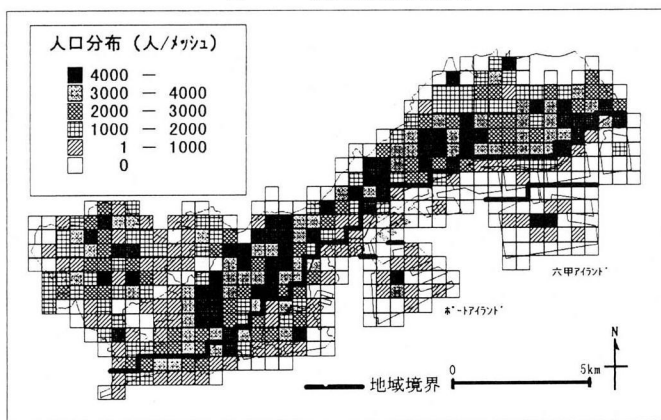 人口分布 (人/メッシュ)
4000 −
3000 − 4000
2000 − 3000
1000 − 2000
1 − 1000
0
六甲アイランド
ポートアイランド
N
0 5km
地域境界